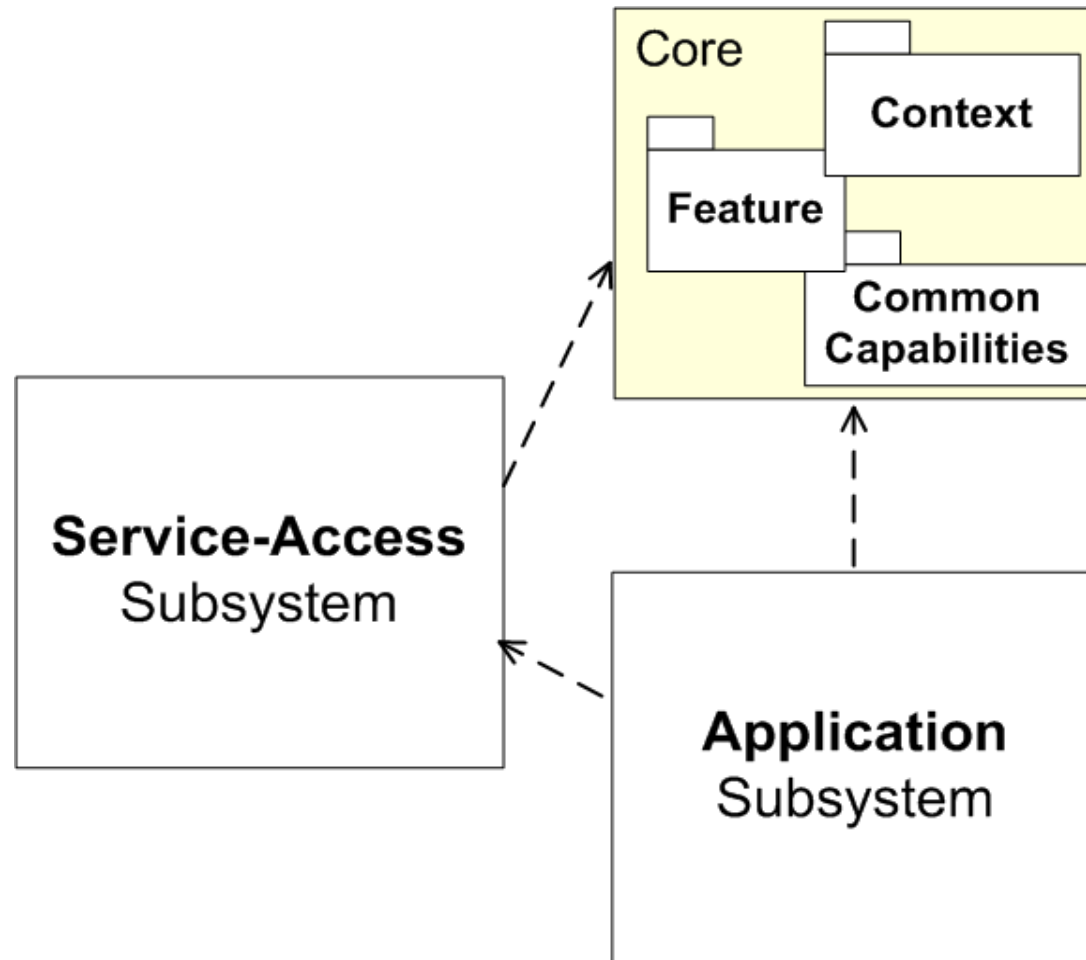 Core
Context
Feature
Common
Capabilities
Service-Access
Subsystem
Application
Subsystem